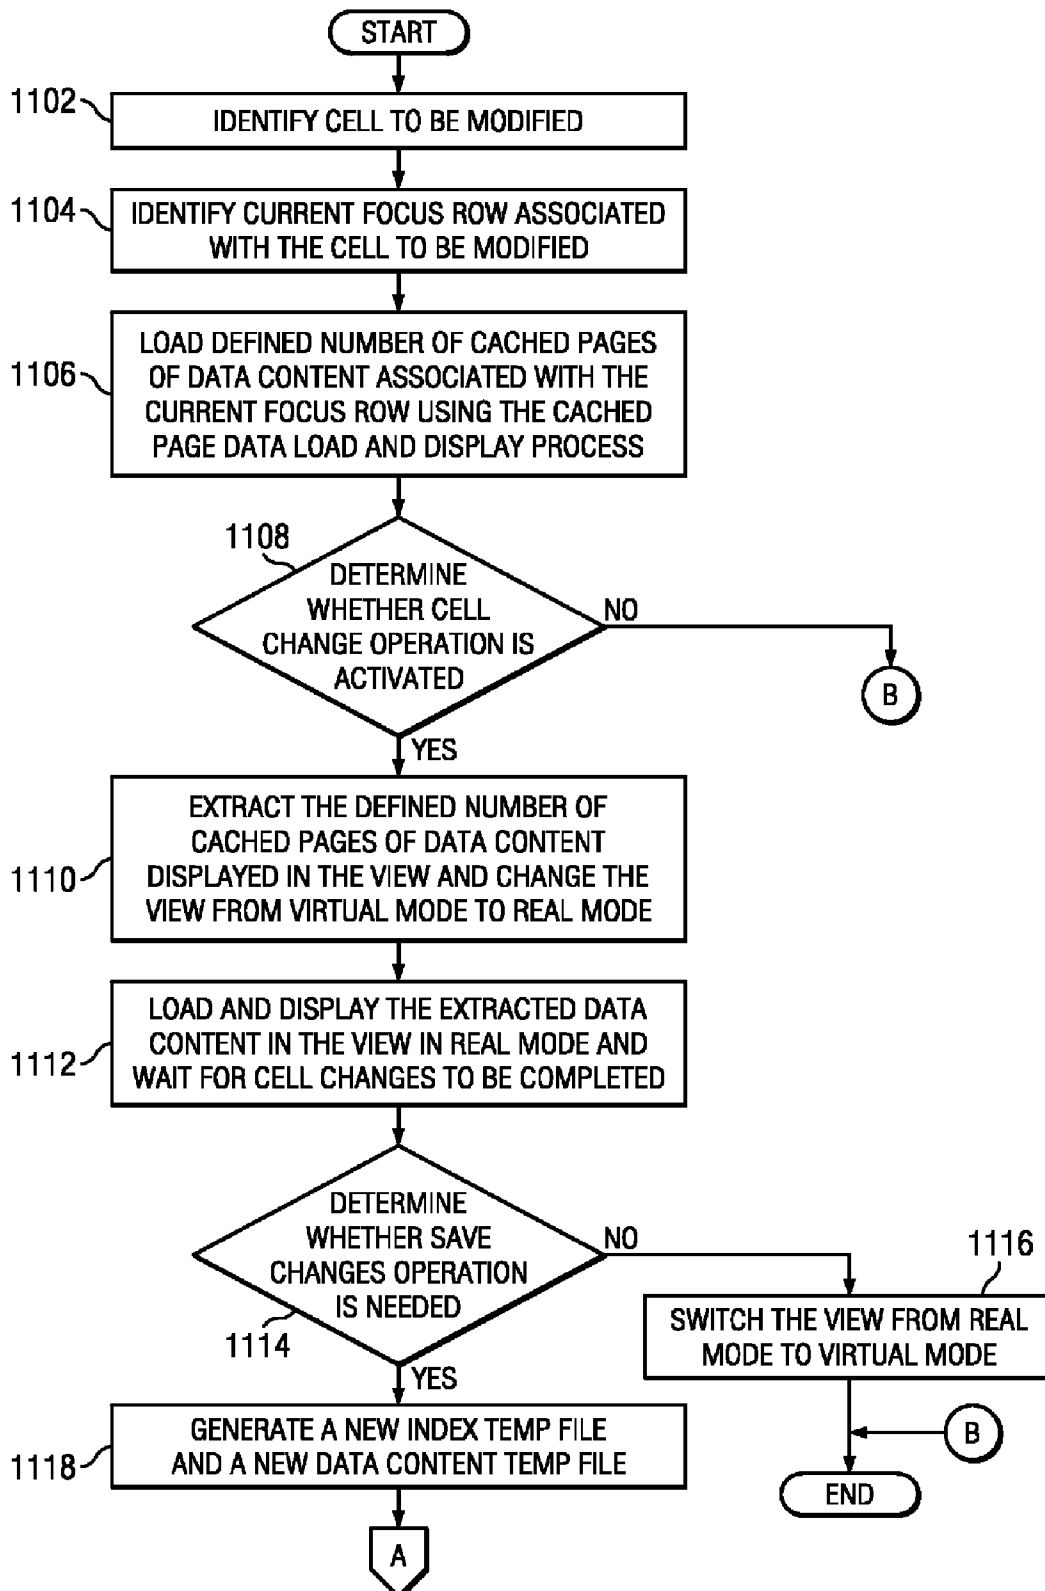 START
1102
IDENTIFY CELL TO BE MODIFIED
1104
IDENTIFY CURRENT FOCUS ROW ASSOCIATED
WITH THE CELL TO BE MODIFIED
1106
LOAD DEFINED NUMBER OF CACHED PAGES
OF DATA CONTENT ASSOCIATED WITH THE
CURRENT FOCUS ROW USING THE CACHED
PAGE DATA LOAD AND DISPLAY PROCESS
1108
DETERMINE
WHETHER CELL
CHANGE OPERATION IS
ACTIVATED
NO
B
YES
1110
EXTRACT THE DEFINED NUMBER OF
CACHED PAGES OF DATA CONTENT
DISPLAYED IN THE VIEW AND CHANGE THE
VIEW FROM VIRTUAL MODE TO REAL MODE
1112
LOAD AND DISPLAY THE EXTRACTED DATA
CONTENT IN THE VIEW IN REAL MODE AND
WAIT FOR CELL CHANGES TO BE COMPLETED
DETERMINE
WHETHER SAVE
CHANGES OPERATION
IS NEEDED
1114
NO
1116
SWITCH THE VIEW FROM REAL
MODE TO VIRTUAL MODE
YES
1118
GENERATE A NEW INDEX TEMP FILE
AND A NEW DATA CONTENT TEMP FILE
B
END
A